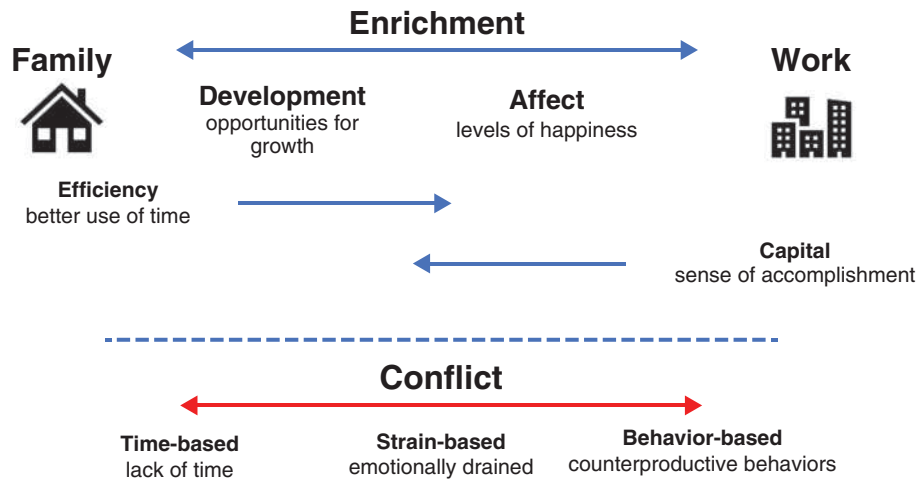 Enrichment
Family
Work
Development
opportunities for
growth
Affect
levels of happiness
Efficiency
better use of time
Capital
sense of accomplishment
Conflict
Time-based
lack of time
Strain-based
emotionally drained
Behavior-based
counterproductive behaviors